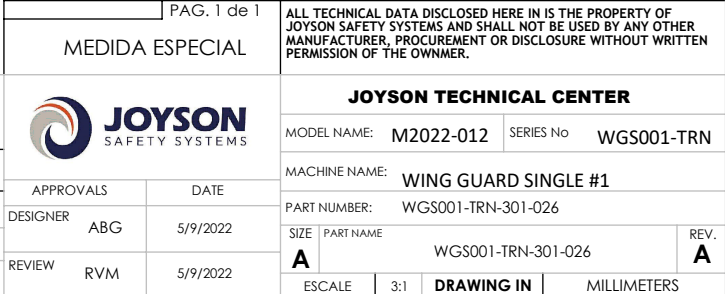 PAG. 1 de 1
MEDIDA ESPECIAL
ALL TECHNICAL DATA DISCLOSED HERE IN IS THE PROPERTY OF
JOYSON SAFETY SYSTEMS AND SHALL NOT BE USED BY ANY OTHER
MANUFACTURER, PROCUREMENT OR DISCLOSURE WITHOUT WRITTEN
PERMISSION OF THE OWNMER.
JOYSON
SAFETY SYSTEMS
JOYSON TECHNICAL CENTER
MODEL NAME: M2022-012 SERIES No WGS001-TRN
MACHINE NAME: WING GUARD SINGLE #1
APPROVALS DATE
PART NUMBER: WGS001-TRN-301-026
DESIGNER ABG 5/9/2022
SIZE A PART NAME WGS001-TRN-301-026 REV. A
REVIEW RVM 5/9/2022
ESCALE 3:1 DRAWING IN MILLIMETERS